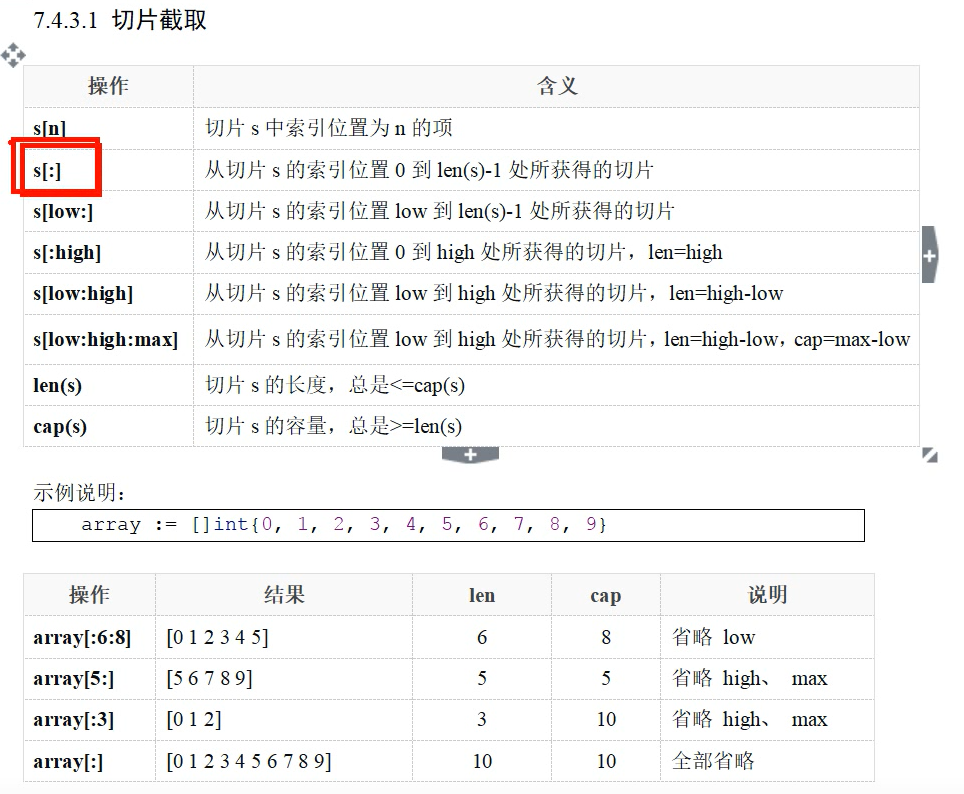 7.4.3.1 切片截取
操作 含义
s[n] 切片 s 中索引位置为 n 的项
s[:] 从切片 s 的索引位置 0 到 len(s)-1 处所获得的切片
s[low:] 从切片 s 的索引位置 low 到 len(s)-1 处所获得的切片
s[:high] 从切片 s 的索引位置 0 到 high 处所获得的切片，len=high
s[low:high] 从切片 s 的索引位置 low 到 high 处所获得的切片，len=high-low
s[low:high:max] 从切片 s 的索引位置 low 到 high 处所获得的切片，len=high-low，cap=max-low
len(s) 切片 s 的长度，总是<=cap(s)
cap(s) 切片 s 的容量，总是>=len(s)
示例说明：
array := []int{0, 1, 2, 3, 4, 5, 6, 7, 8, 9}
操作 结果 len cap 说明
array[:6:8] [0 1 2 3 4 5] 6 8 省略 low
array[5:] [5 6 7 8 9] 5 5 省略 high、 max
array[:3] [0 1 2] 3 10 省略 high、 max
array[:] [0 1 2 3 4 5 6 7 8 9] 10 10 全部省略